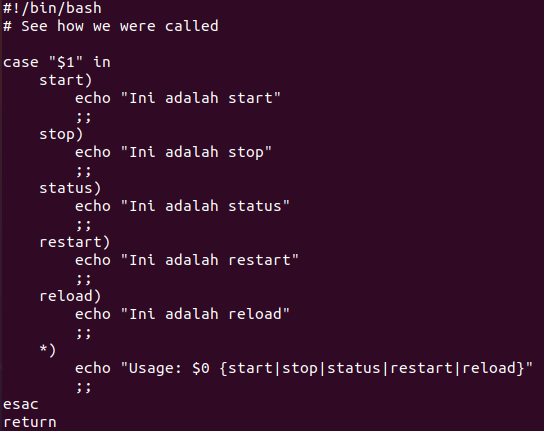 #!/bin/bash
# See how we were called

case "$1" in
    start)
        echo "Ini adalah start"
        ;;
    stop)
        echo "Ini adalah stop"
        ;;
    status)
        echo "Ini adalah status"
        ;;
    restart)
        echo "Ini adalah restart"
        ;;
    reload)
        echo "Ini adalah reload"
        ;;
    *)
        echo "Usage: $0 {start|stop|status|restart|reload}"
        ;;
esac
return